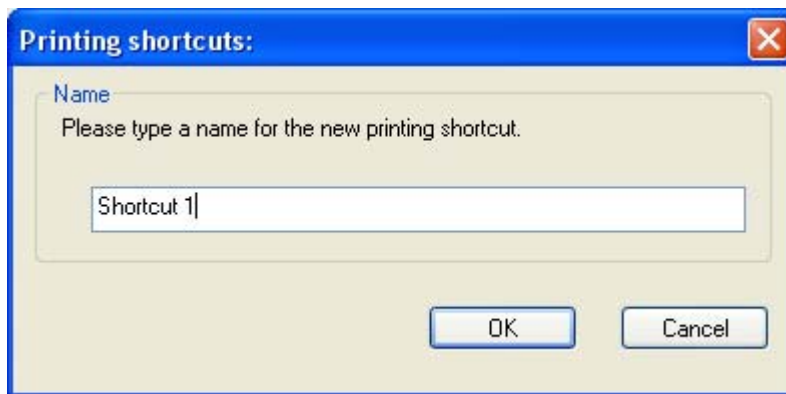 Printing shortcuts:
Name
Please type a name for the new printing shortcut.
Shortcut 1
OK
Cancel